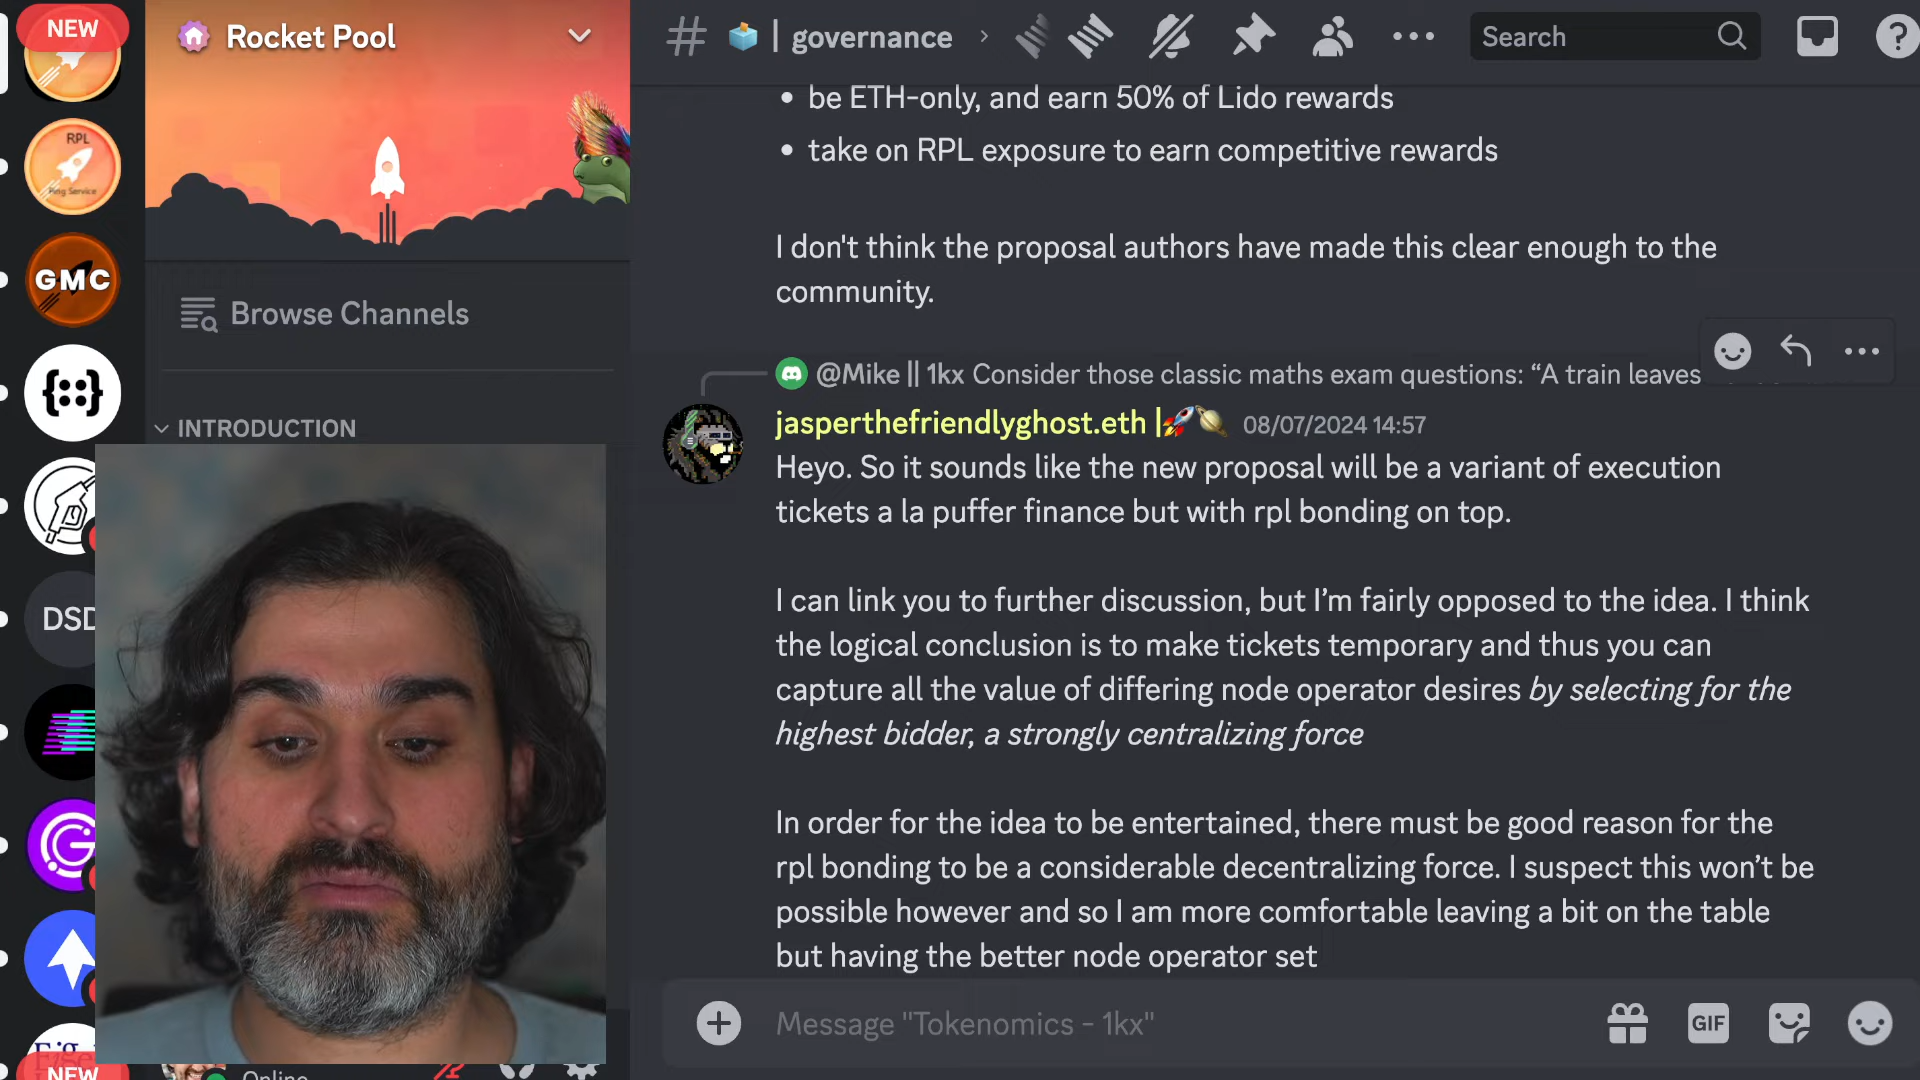 NEW
Rocket Pool
governance
Search
?
RPL
Ping Service
GMC
Browse Channels
INTRODUCTION
DSD
• be ETH-only, and earn 50% of Lido rewards
• take on RPL exposure to earn competitive rewards
I don't think the proposal authors have made this clear enough to the
community.
@Mike || 1kx Consider those classic maths exam questions: “A train leaves
jasperthefriendlyghost.eth | 08/07/2024 14:57
Heyo. So it sounds like the new proposal will be a variant of execution
tickets a la puffer finance but with rpl bonding on top.
I can link you to further discussion, but I’m fairly opposed to the idea. I think
the logical conclusion is to make tickets temporary and thus you can
capture all the value of differing node operator desires by selecting for the
highest bidder, a strongly centralizing force
In order for the idea to be entertained, there must be good reason for the
rpl bonding to be a considerable decentralizing force. I suspect this won’t be
possible however and so I am more comfortable leaving a bit on the table
but having the better node operator set
Message "Tokenomics - 1kx"
GIF
NEW
Online